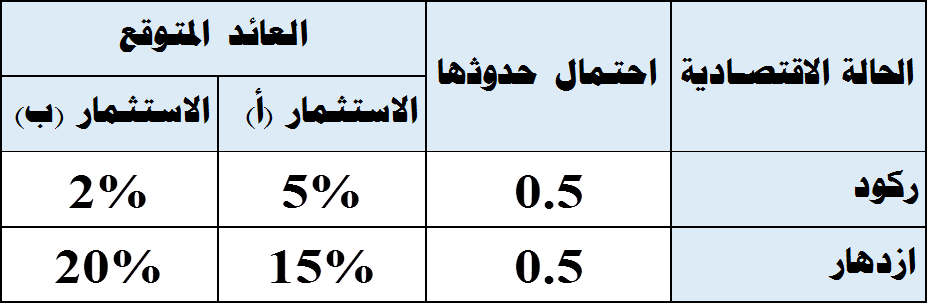 الحالة الاقتصادية احتمال حدوثها العائد المتوقع
الاستثمار (أ) الاستثمار (ب)
ركود 0.5 5% 2%
ازدهار 0.5 15% 20%